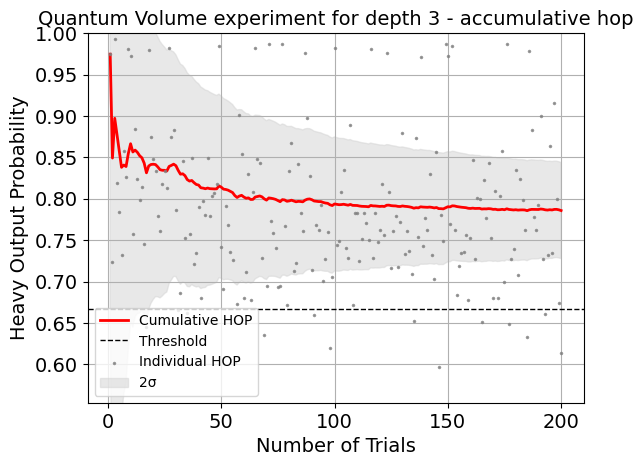 Quantum Volume experiment for depth 3 - accumulative hop
Heavy Output Probability
1.00
0.95
0.90
0.85
0.80
0.75
0.70
0.65
0.60
Cumulative HOP
Threshold
Individual HOP
2σ
0
50
100
150
200
Number of Trials